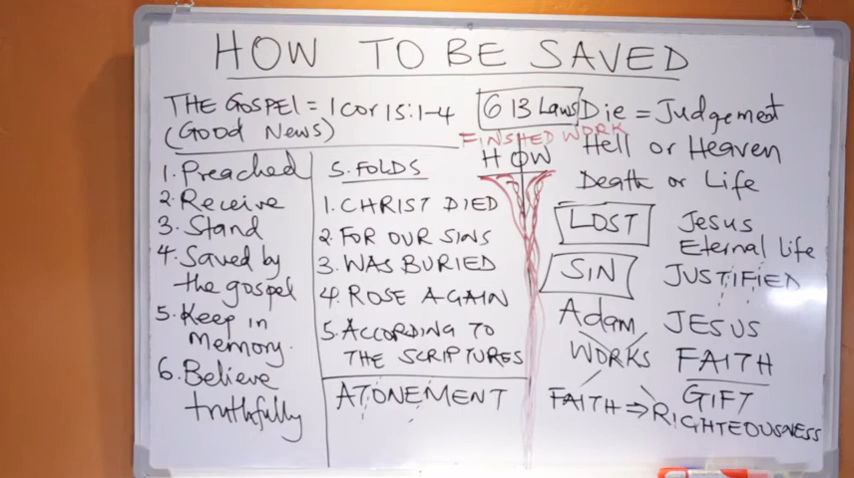 HOW TO BE SAVED
THE GOSPEL = 1 Cor 15:1-4
(Good News)
1. Preached
2. Receive
3. Stand
4. Saved by
the gospel
5. Keep in
memory.
6. Believe
truthfully
5. FOLDS
1. CHRIST DIED
2. FOR OUR SINS
3. WAS BURIED
4. ROSE AGAIN
5. ACCORDING TO
THE SCRIPTURES
ATONEMENT
613 Laws
FINSHED WORK
HOW
Die = Judgement
Hell or Heaven
Death or Life
LOST Jesus
Eternal life
SIN JUSTIFIED
Adam JESUS
WORKS FAITH
GIFT
FAITH ⇒ RIGHTEOUSNESS